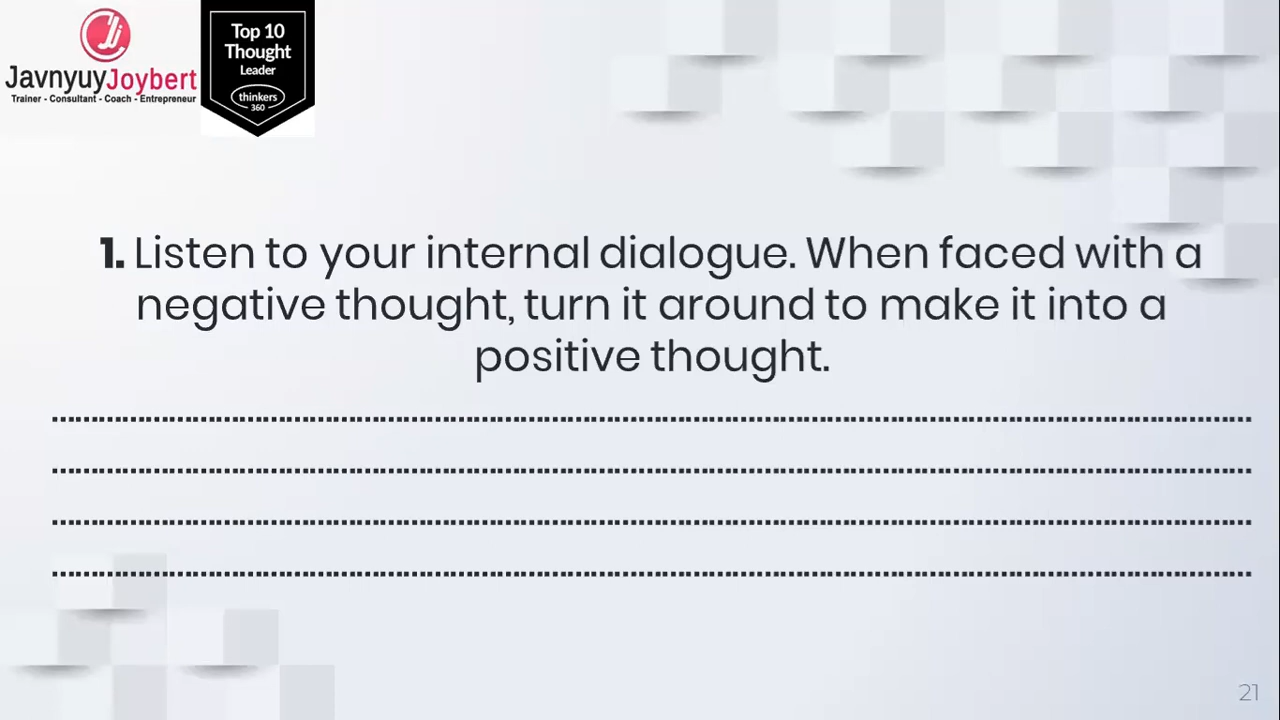 JavnyuyJoybert
Trainer - Consultant - Coach - Entrepreneur
Top 10
Thought
Leader
thinkers
360
1. Listen to your internal dialogue. When faced with a
negative thought, turn it around to make it into a
positive thought.
21